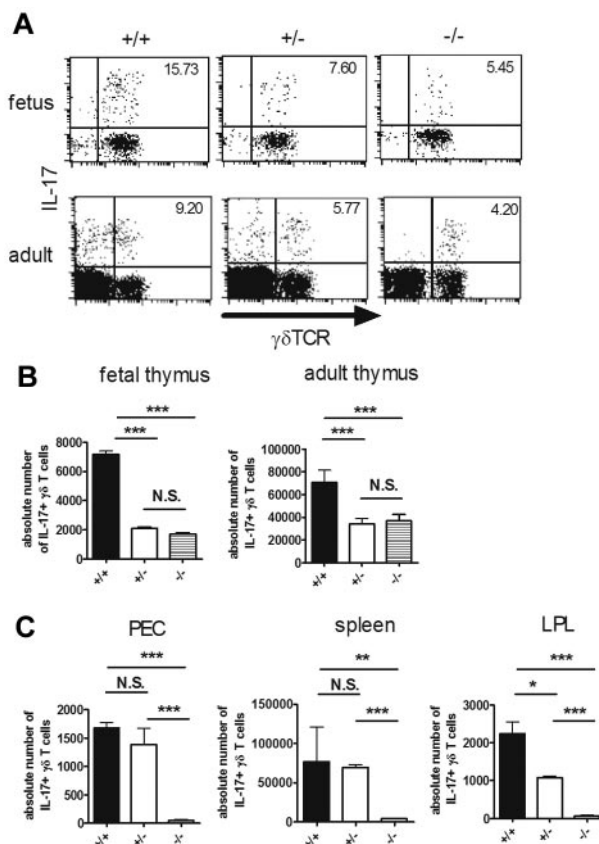 A
+/+ +/- -/-
fetus
15.73 7.60 5.45
IL-17
adult
9.20 5.77 4.20
γδTCR
B
fetal thymus adult thymus
absolute number
of IL-17+ γδ T cells
8000
6000
4000
2000
0
***
***
N.S.
+/+ +/- -/-
absolute number of
IL-17+ γδ T cells
100000
80000
60000
40000
20000
0
***
***
N.S.
+/+ +/- -/-
C
PEC spleen LPL
absolute number of
IL-17+ γδ T cells
2000
1500
1000
500
0
***
N.S.
***
+/+ +/- -/-
absolute number of
IL-17+ γδ T cells
150000
100000
50000
0
**
N.S.
***
+/+ +/- -/-
absolute number of
IL-17+ γδ T cells
3000
2000
1000
0
***
*
***
+/+ +/- -/-